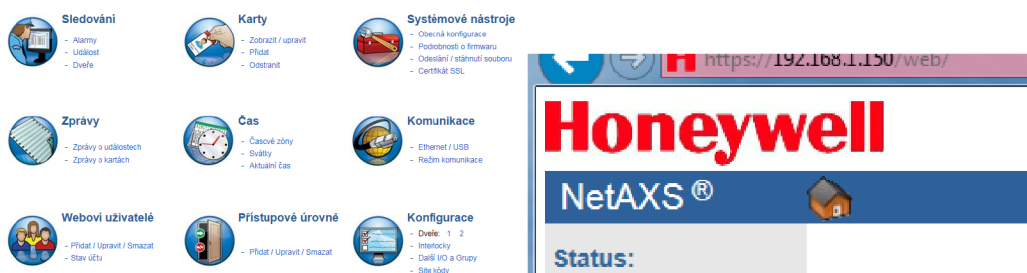 Sledování
- Alarmy
- Událost
- Dveře
Karty
- Zobrazit / upravit
- Přidat
- Odstranit
Systémové nástroje
- Obecná konfigurace
- Podrobnosti o firmwaru
- Odeslání / stáhnutí souboru
- Certifikát SSL
Zprávy
- Zprávy o událostech
- Zprávy o kartách
Čas
- Časové zóny
- Svátky
- Aktuální čas
Komunikace
- Ethernet / USB
- Režim komunikace
Weboví uživatelé
- Přidat / Upravit / Smazat
- Stav účtu
Přístupové úrovně
- Přidat / Upravit / Smazat
Konfigurace
- Dveře: 1 2
- Interlocky
- Další I/O a Grupy
- Site kódy
H https://192.168.1.150/web/
Honeywell
NetAXS ®
Status: